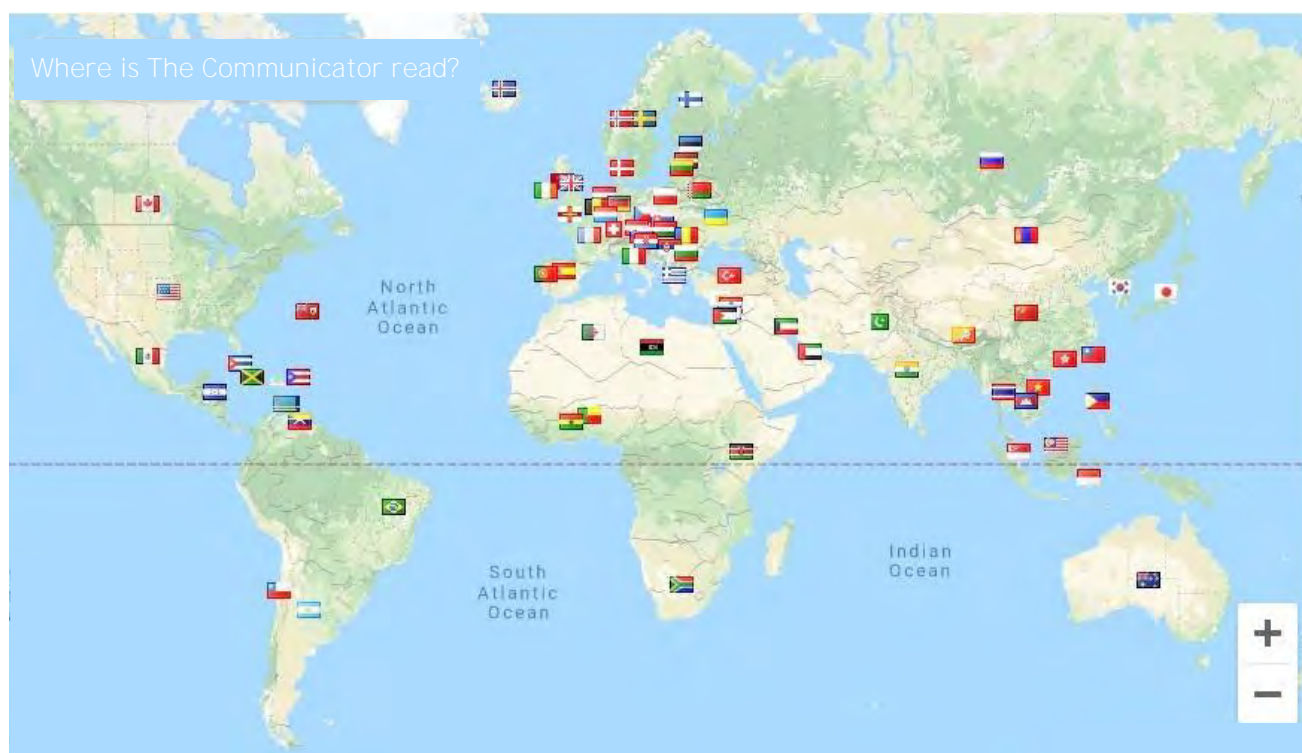 Where is The Communicator read?
North
Atlantic
Ocean
Indian
Ocean
South
Atlantic
Ocean
+
−